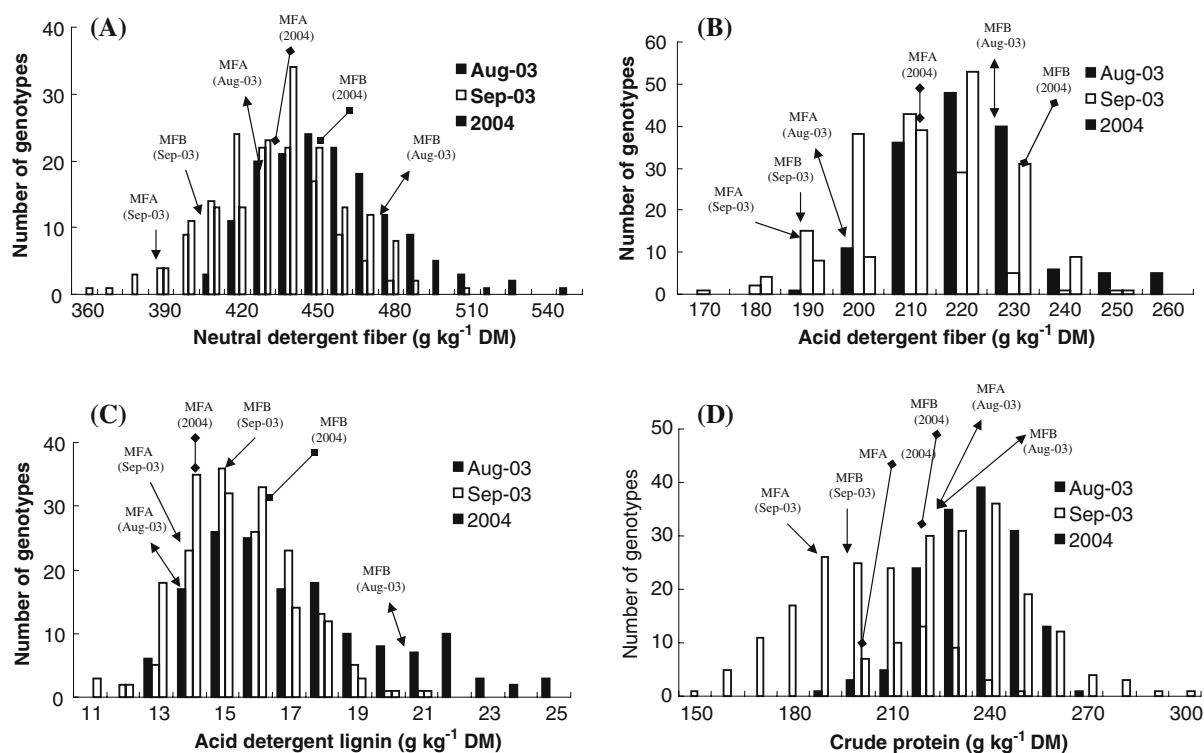 (A)
Number of genotypes
40
30
20
10
0
MFA
(2004)
MFA
(Aug-03)
MFB
(2004)
MFB
(Sep-03)
MFB
(Aug-03)
MFA
(Sep-03)
Aug-03
Sep-03
2004
360 390 420 450 480 510 540
Neutral detergent fiber (g kg-1 DM)
(B)
Number of genotypes
60
50
40
30
20
10
0
MFB
(Aug-03)
MFA
(2004)
MFB
(2004)
MFA
(Aug-03)
MFB
(Sep-03)
MFA
(Sep-03)
Aug-03
Sep-03
2004
170 180 190 200 210 220 230 240 250 260
Acid detergent fiber (g kg-1 DM)
(C)
Number of genotypes
40
30
20
10
0
MFA
(2004)
MFB
(Sep-03)
MFB
(2004)
MFA
(Sep-03)
MFA
(Aug-03)
MFB
(Aug-03)
Aug-03
Sep-03
2004
11 13 15 17 19 21 23 25
Acid detergent lignin (g kg-1 DM)
(D)
Number of genotypes
50
40
30
20
10
0
MFA
(Aug-03)
MFB
(2004)
MFB
(Aug-03)
MFA (2004)
MFB
(Sep-03)
MFA
(Sep-03)
Aug-03
Sep-03
2004
150 180 210 240 270 300
Crude protein (g kg-1 DM)